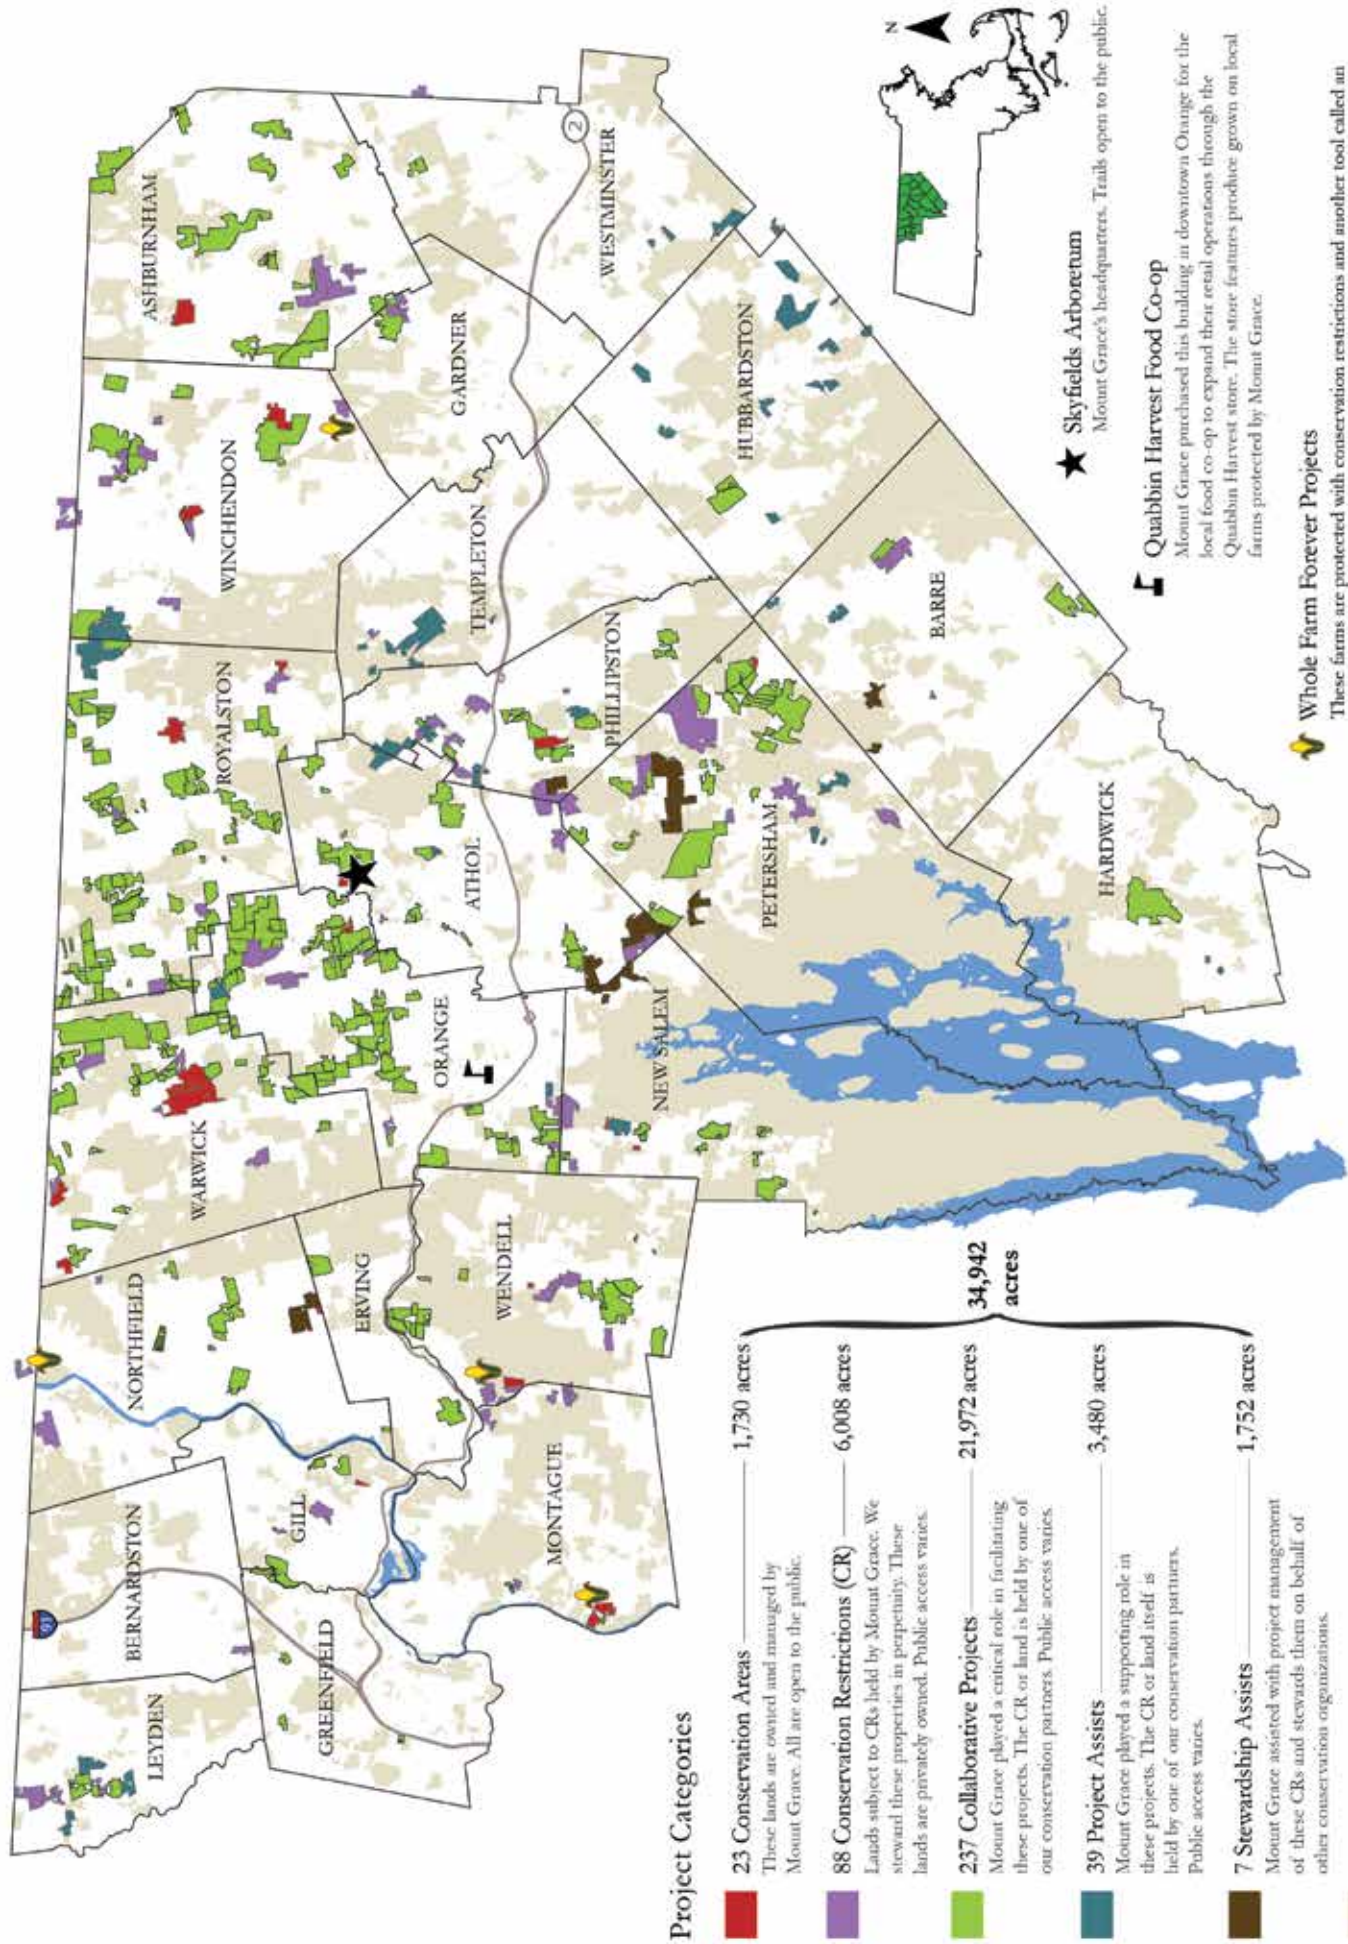 LEYDEN
BERNARDSTON
91
GREENFIELD
GILL
NORTHFIELD
MONTAGUE
ERVING
WENDELL
WARWICK
ORANGE
NEW SALEM
ROYALSTON
ATHOL
PETERSHAM
PHILLIPSTON
WINCHENDON
TEMPLETON
ASHBURNHAM
GARDNER
WESTMINSTER
2
HUBBARDSTON
BARRE
HARDWICK
N
Project Categories
23 Conservation Areas 1,730 acres
These lands are owned and managed by
Mount Grace. All are open to the public.
88 Conservation Restrictions (CR) 6,008 acres
Lands subject to CRs held by Mount Grace. We
steward these properties in perpetuity. These
lands are privately owned. Public access varies.
237 Collaborative Projects 21,972 acres
Mount Grace played a critical role in facilitating
these projects. The CR or land is held by one of
our conservation partners. Public access varies.
39 Project Assists 3,480 acres
Mount Grace played a supporting role in
these projects. The CR or land itself is
held by one of our conservation partners.
Public access varies.
7 Stewardship Assists 1,752 acres
Mount Grace assisted with project management
of these CRs and stewards them on behalf of
other conservation organizations.
34,942
acres
Skyfields Arboretum
Mount Grace's headquarters. Trails open to the public.
Quabbin Harvest Food Co-op
Mount Grace purchased this building in downtown Orange for the
local food co-op to expand their retail operations through the
Quabbin Harvest store. The store features produce grown on local
farms protected by Mount Grace.
Whole Farm Forever Projects
These farms are protected with conservation restrictions and another tool called an